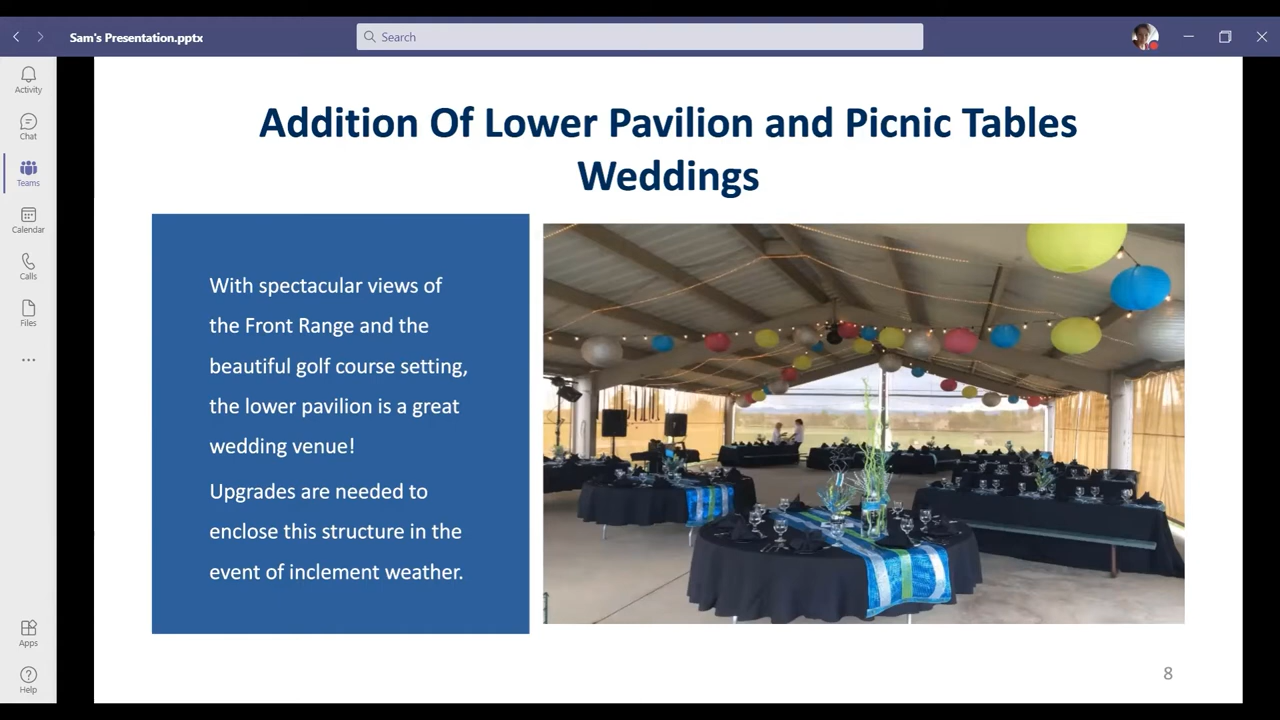 Sam's Presentation.pptx
Search
Activity
Chat
Teams
Calendar
Calls
Files
Apps
Help
Addition Of Lower Pavilion and Picnic Tables
Weddings
With spectacular views of
the Front Range and the
beautiful golf course setting,
the lower pavilion is a great
wedding venue!
Upgrades are needed to
enclose this structure in the
event of inclement weather.
8